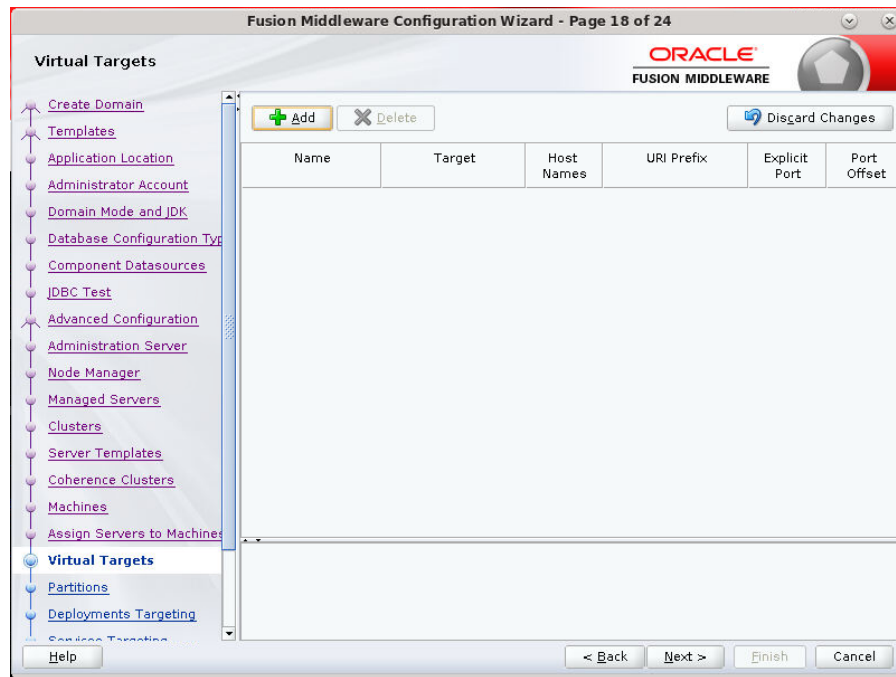 Fusion Middleware Configuration Wizard - Page 18 of 24
Virtual Targets
ORACLE
FUSION MIDDLEWARE
Create Domain
Templates
Application Location
Administrator Account
Domain Mode and JDK
Database Configuration Typ
Component Datasources
JDBC Test
Advanced Configuration
Administration Server
Node Manager
Managed Servers
Clusters
Server Templates
Coherence Clusters
Machines
Assign Servers to Machines
Virtual Targets
Partitions
Deployments Targeting
Services Targeting
Add
Delete
Discard Changes
Name
Target
Host
Names
URI Prefix
Explicit
Port
Port
Offset
Help
< Back
Next >
Finish
Cancel